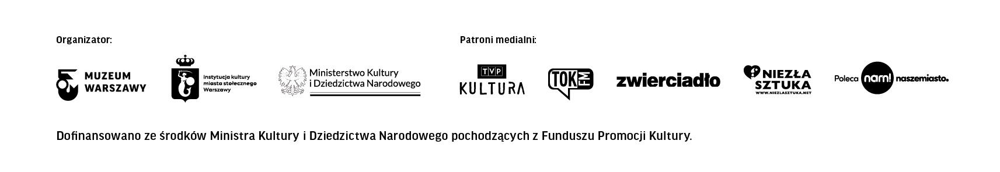 Organizator:
Patroni medialni:
MUZEUM
WARSZAWY
instytucja kultury
miasta stołecznego
Warszawy
Ministerstwo Kultury
i Dziedzictwa Narodowego
TVP
KULTURA
TOK
FM
zwierciadło
NIEZŁA
SZTUKA
WWW.NIEZLASZTUKA.NET
Poleca nam! naszemiasto.
Dofinansowano ze środków Ministra Kultury i Dziedzictwa Narodowego pochodzących z Funduszu Promocji Kultury.